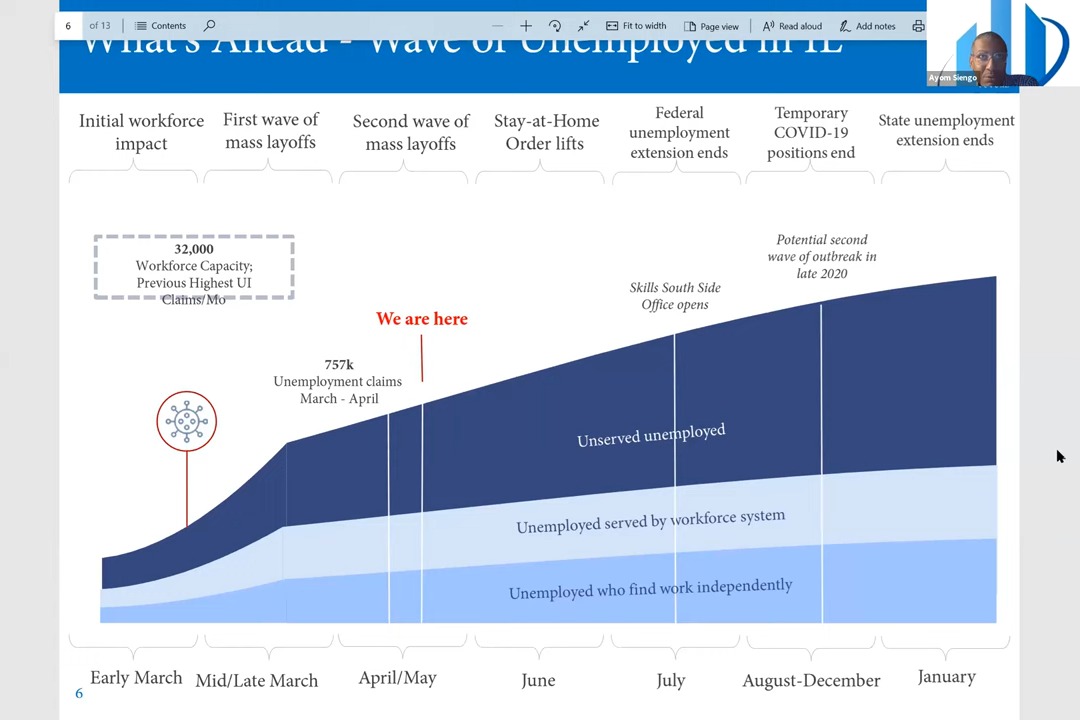 6 of 13
Contents
Fit to width
Page view
Read aloud
Add notes
What's Ahead - Wave of Unemployed in IL
Ayom Siengo
Initial workforce
impact
First wave of
mass layoffs
Second wave of
mass layoffs
Stay-at-Home
Order lifts
Federal
unemployment
extension ends
Temporary
COVID-19
positions end
State unemployment
extension ends
32,000
Workforce Capacity;
Previous Highest UI
Claims/Mo
We are here
757k
Unemployment claims
March - April
Skills South Side
Office opens
Potential second
wave of outbreak in
late 2020
Unserved unemployed
Unemployed served by workforce system
Unemployed who find work independently
Early March
Mid/Late March
April/May
June
July
August-December
January
6